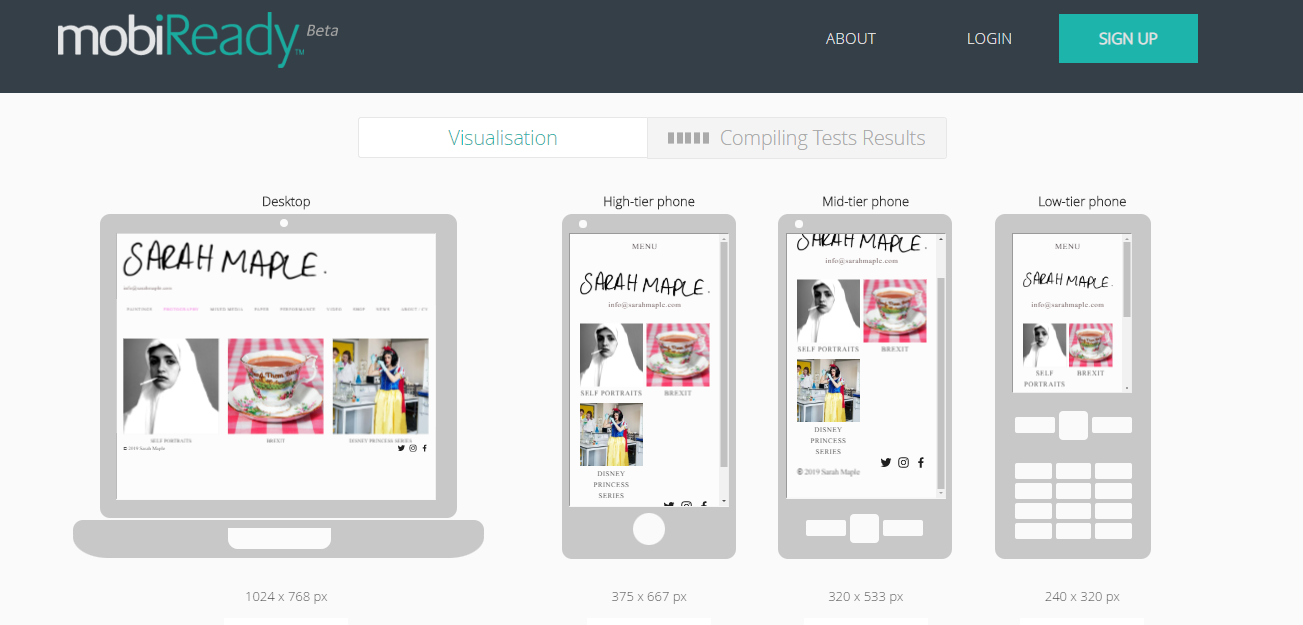 mobiReady™ Beta
ABOUT
LOGIN
SIGN UP
Visualisation
Compiling Tests Results
Desktop
SARAH MAPLE.
info@sarahmaple.com
PAINTINGS PHOTOGRAPHY MIXED MEDIA PAPER PERFORMANCE VIDEO SHOP NEWS ABOUT / CV
SELF PORTRAITS
BREXIT
DISNEY PRINCESS SERIES
© 2019 Sarah Maple
1024 x 768 px
High-tier phone
MENU
SARAH MAPLE.
info@sarahmaple.com
SELF PORTRAITS
BREXIT
DISNEY
PRINCESS
SERIES
375 x 667 px
Mid-tier phone
SARAH MAPLE.
info@sarahmaple.com
SELF PORTRAITS
BREXIT
DISNEY
PRINCESS
SERIES
© 2019 Sarah Maple
320 x 533 px
Low-tier phone
MENU
SARAH MAPLE.
info@sarahmaple.com
SELF
PORTRAITS
BREXIT
240 x 320 px